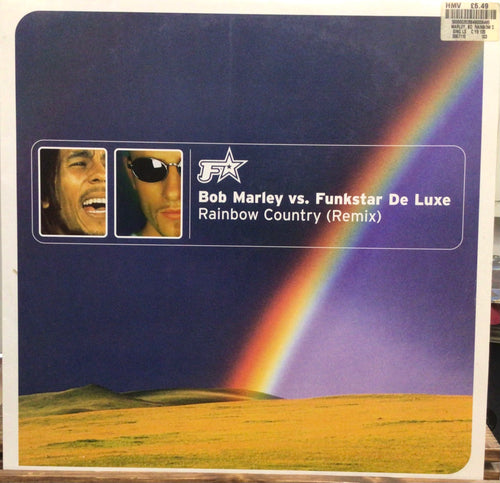 HMV £6.49
Bob Marley vs. Funkstar De Luxe
Rainbow Country (Remix)